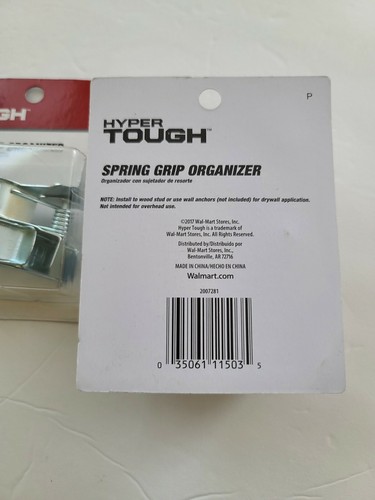 P
HYPER
TOUGH™
SPRING GRIP ORGANIZER
Organizador con sujetador de resorte
NOTE: Install to wood stud or use wall anchors (not included) for drywall application.
Not intended for overhead use.
©2017 Wal-Mart Stores, Inc.
Hyper Tough is a trademark of
Wal-Mart Stores, Inc. All Rights Reserved.
Distributed by/Distribuido por
Wal-Mart Stores, Inc.,
Bentonville, AR 72716
MADE IN CHINA/HECHO EN CHINA
Walmart.com
2007281
0 35061 11503 5
GH™